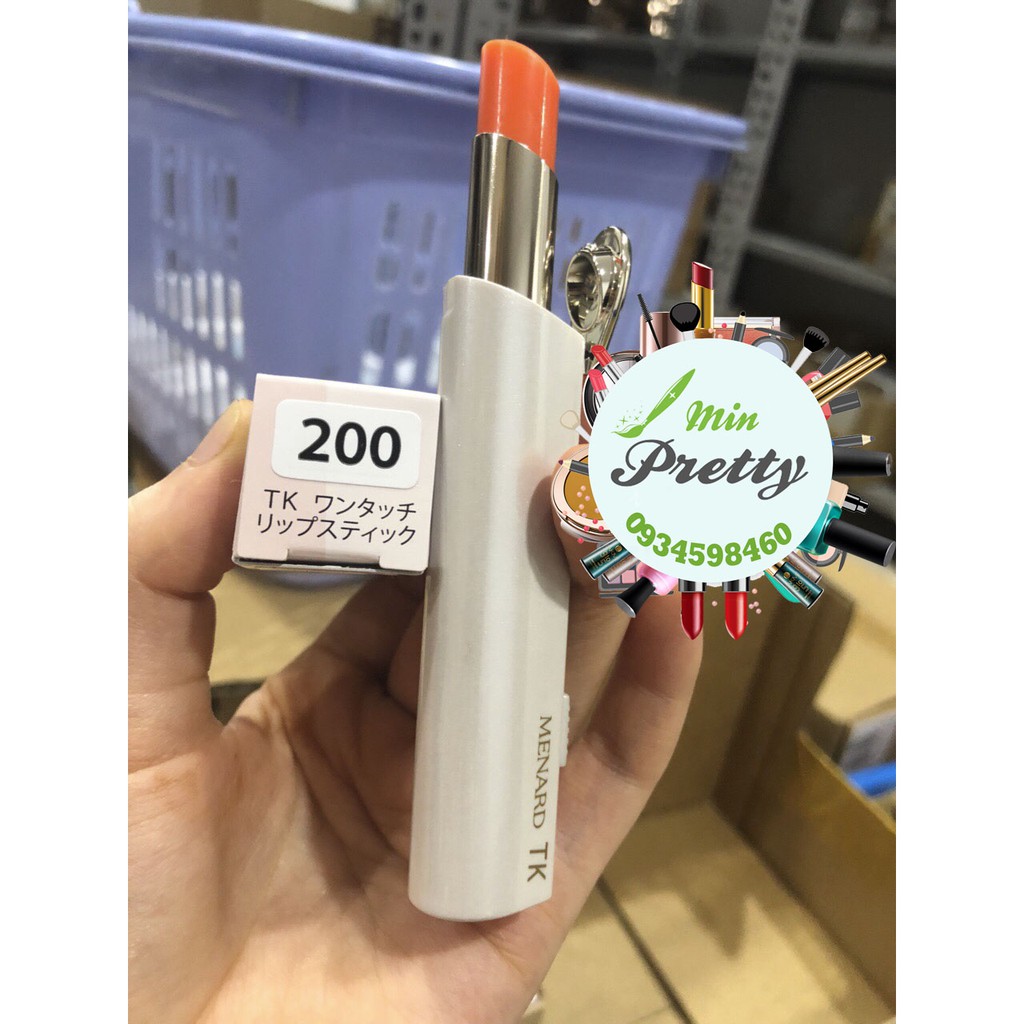 200
TK ワンタッチ
リップスティック
MENARD TK
Min
Pretty
0934598460